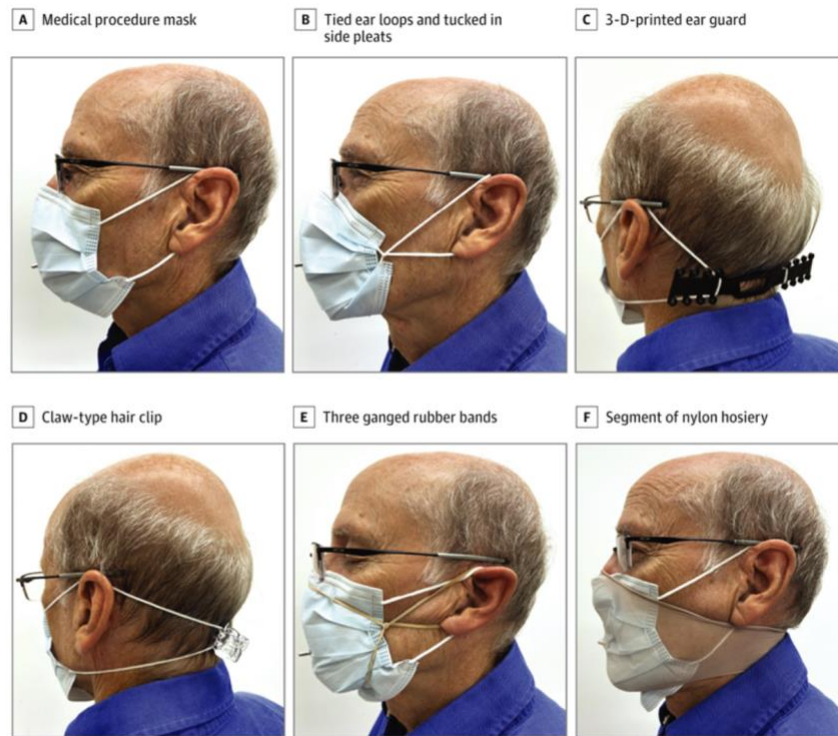 A Medical procedure mask
B Tied ear loops and tucked in
side pleats
C 3-D-printed ear guard
D Claw-type hair clip
E Three ganged rubber bands
F Segment of nylon hosiery